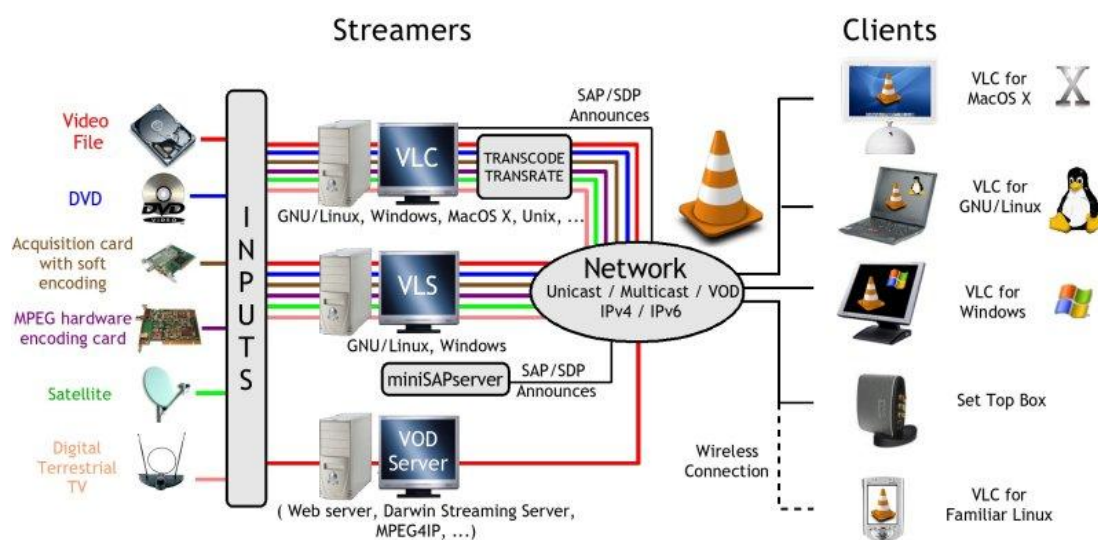 Streamers
Clients
Video
File
DVD
DVD
VIDEO
Acquisition card
with soft
encoding
MPEG hardware
encoding card
Satellite
Digital
Terrestrial
TV
INPUTS
VLC
SAP/SDP
Announces
TRANSCODE
TRANSRATE
GNU/Linux, Windows, MacOS X, Unix, ...
VLS
GNU/Linux, Windows
Network
Unicast / Multicast / VOD
IPv4 / IPv6
miniSAPserver
SAP/SDP
Announces
VOD
Server
( Web server, Darwin Streaming Server,
MPEG4IP, ...)
Wireless
Connection
VLC for
MacOS X
X
VLC for
GNU/Linux
VLC for
Windows
Set Top Box
VLC for
Familiar Linux